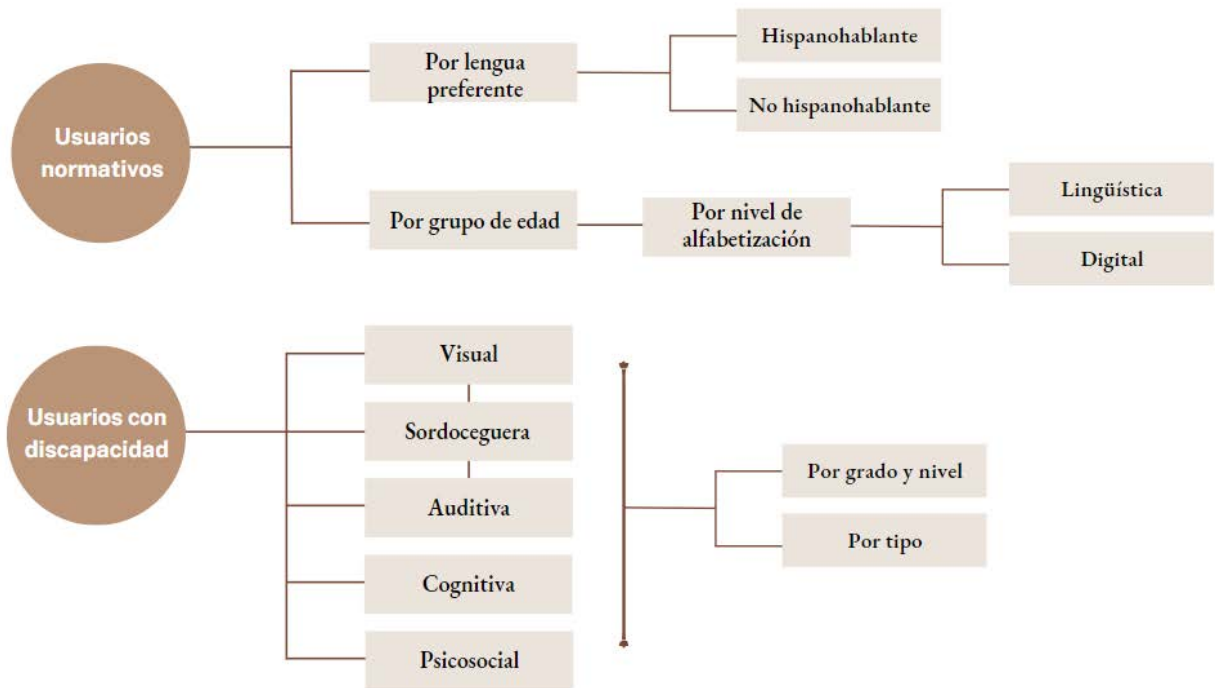 Usuarios
normativos
Por lengua
preferente
Hispanohablante
No hispanohablante
Por grupo de edad
Por nivel de
alfabetización
Lingüística
Digital
Usuarios con
discapacidad
Visual
Sordoceguera
Auditiva
Cognitiva
Psicosocial
Por grado y nivel
Por tipo